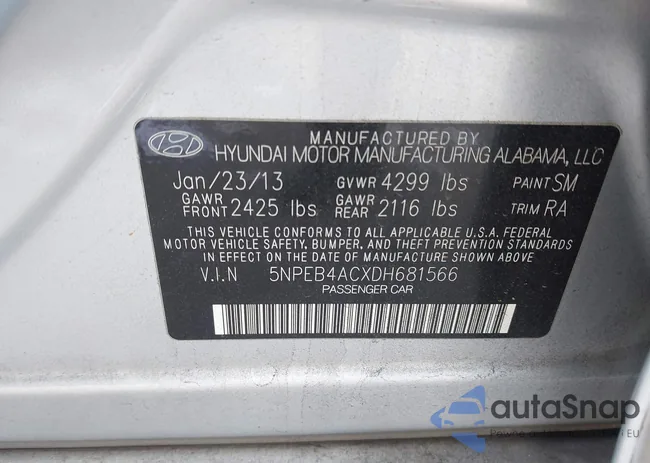 MANUFACTURED BY
HYUNDAI MOTOR MANUFACTURING ALABAMA, LLC
Jan/23/13 GVWR 4299 lbs PAINT SM
GAWR FRONT 2425 lbs GAWR REAR 2116 lbs TRIM RA
THIS VEHICLE CONFORMS TO ALL APPLICABLE U.S.A. FEDERAL
MOTOR VEHICLE SAFETY, BUMPER, AND THEFT PREVENTION STANDARDS
IN EFFECT ON THE DATE OF MANUFACTURE SHOWN ABOVE.
V.I.N 5NPEB4ACXDH681566
PASSENGER CAR
autoSnap